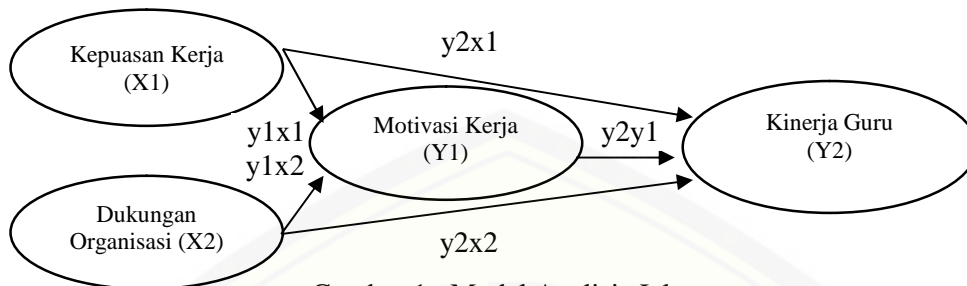 Kepuasan Kerja
(X1)
y2x1
y1x1
y1x2
Motivasi Kerja
(Y1)
y2y1
Kinerja Guru
(Y2)
Dukungan
Organisasi (X2)
y2x2